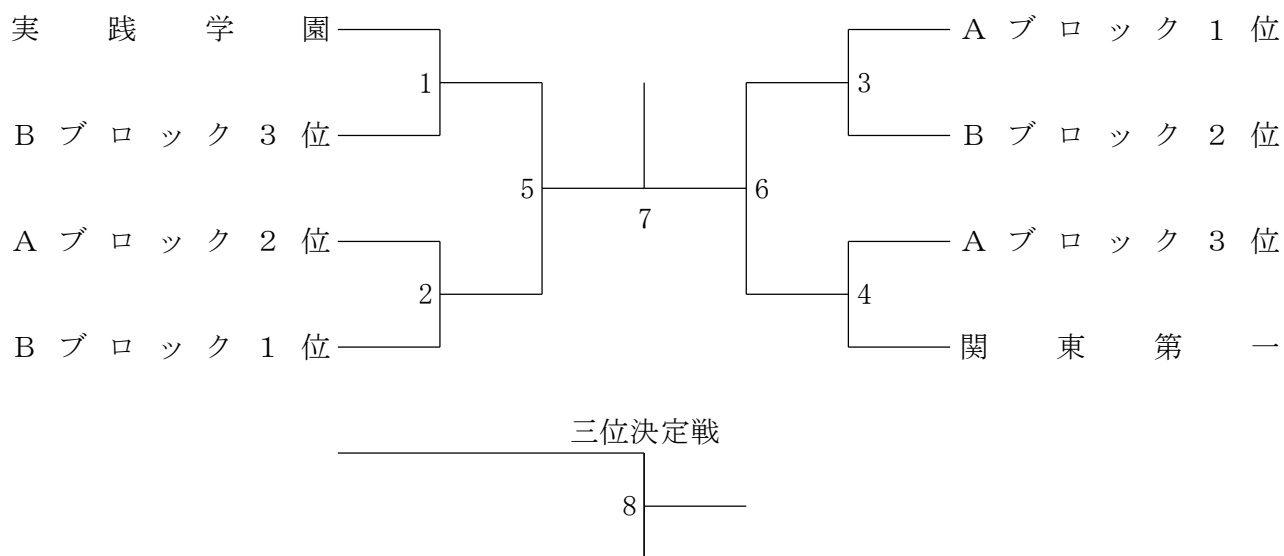 実践学園
Aブロック1位
1
3
Bブロック3位
Bブロック2位
5
6
7
Aブロック2位
Aブロック3位
2
4
Bブロック1位
関東第一
三位決定戦
8